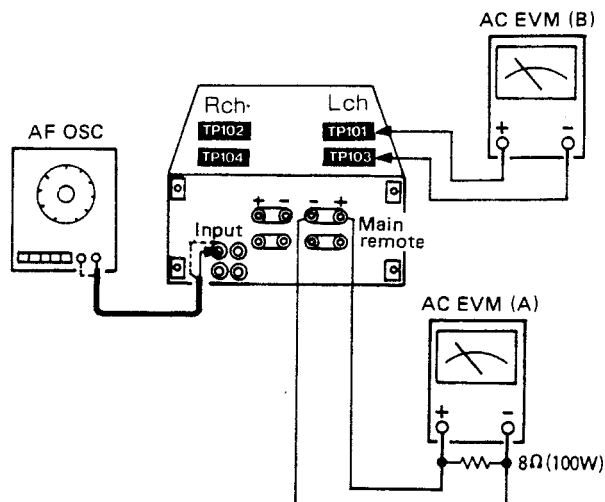 AC EVM (B)
+ -
Rch· Lch
AF OSC
TP102 TP101
TP104 TP103
+ - - +
Input Main
remote
AC EVM (A)
+ -
8Ω (100W)